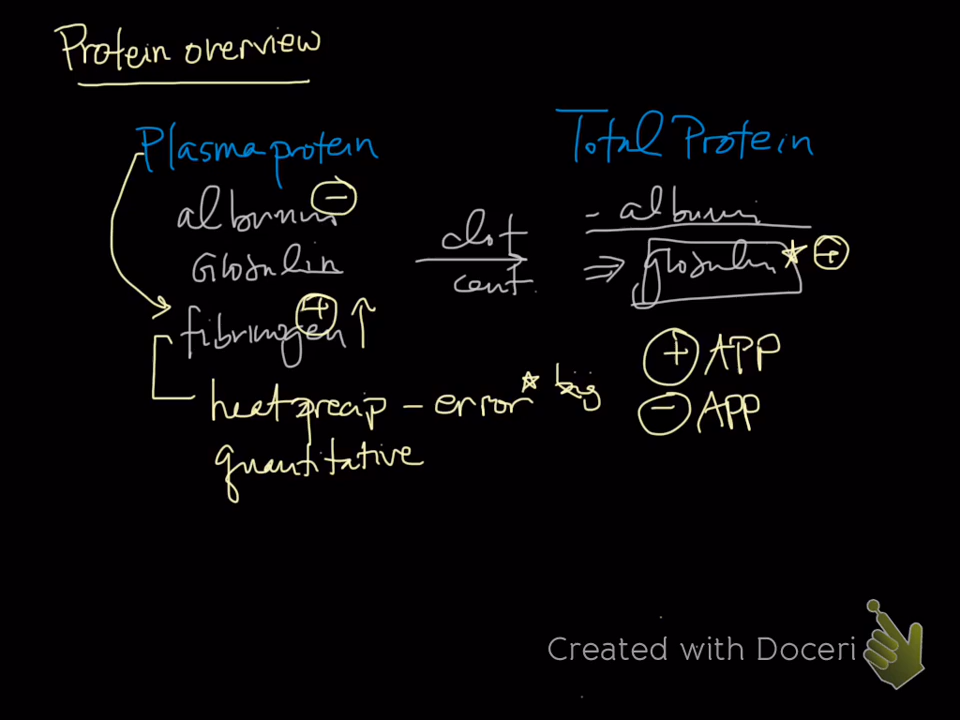 Protein overview
Plasma protein
albumin -
Globulin
fibrinogen + ↑
heat precip - error* big
quantitative
clot
cent.
Total Protein
- albumin
⇒ globulin * +
+ APP
- APP
Created with Doceri